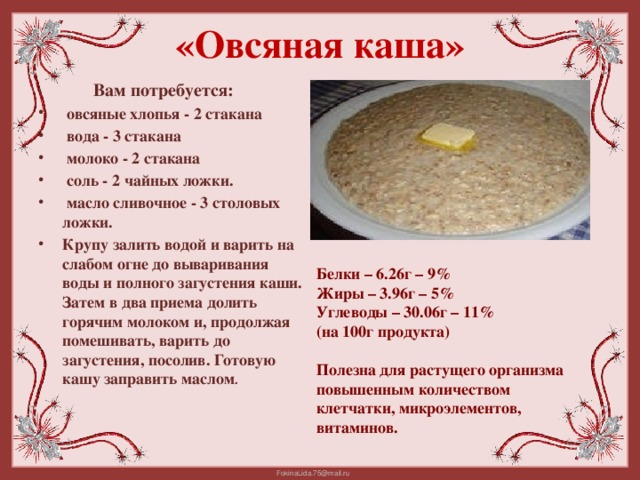 «Овсяная каша»
Вам потребуется:
• овсяные хлопья - 2 стакана
• вода - 3 стакана
• молоко - 2 стакана
• соль - 2 чайных ложки.
• масло сливочное - 3 столовых
ложки.
• Крупу залить водой и варить на
слабом огне до вываривания
воды и полного загустения каши.
Затем в два приема долить
горячим молоком и, продолжая
помешивать, варить до
загустения, посолив. Готовую
кашу заправить маслом.
Белки – 6.26г – 9%
Жиры – 3.96г – 5%
Углеводы – 30.06г – 11%
(на 100г продукта)
Полезна для растущего организма
повышенным количеством
клетчатки, микроэлементов,
витаминов.
FokinaLida.75@mail.ru